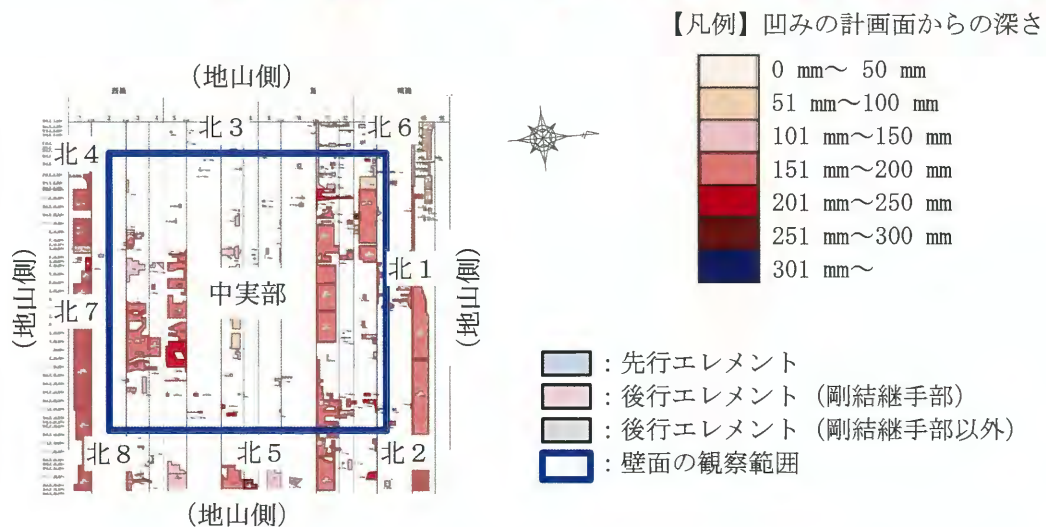 【凡例】凹みの計画面からの深さ
0 mm～ 50 mm
51 mm～100 mm
101 mm～150 mm
151 mm～200 mm
201 mm～250 mm
251 mm～300 mm
301 mm～
(地山側)
北3
北6
北4
(地山側)
北1
中実部
北7
(地山側)
北8
北5
北2
(地山側)
：先行エレメント
：後行エレメント（剛結継手部）
：後行エレメント（剛結継手部以外）
：壁面の観察範囲